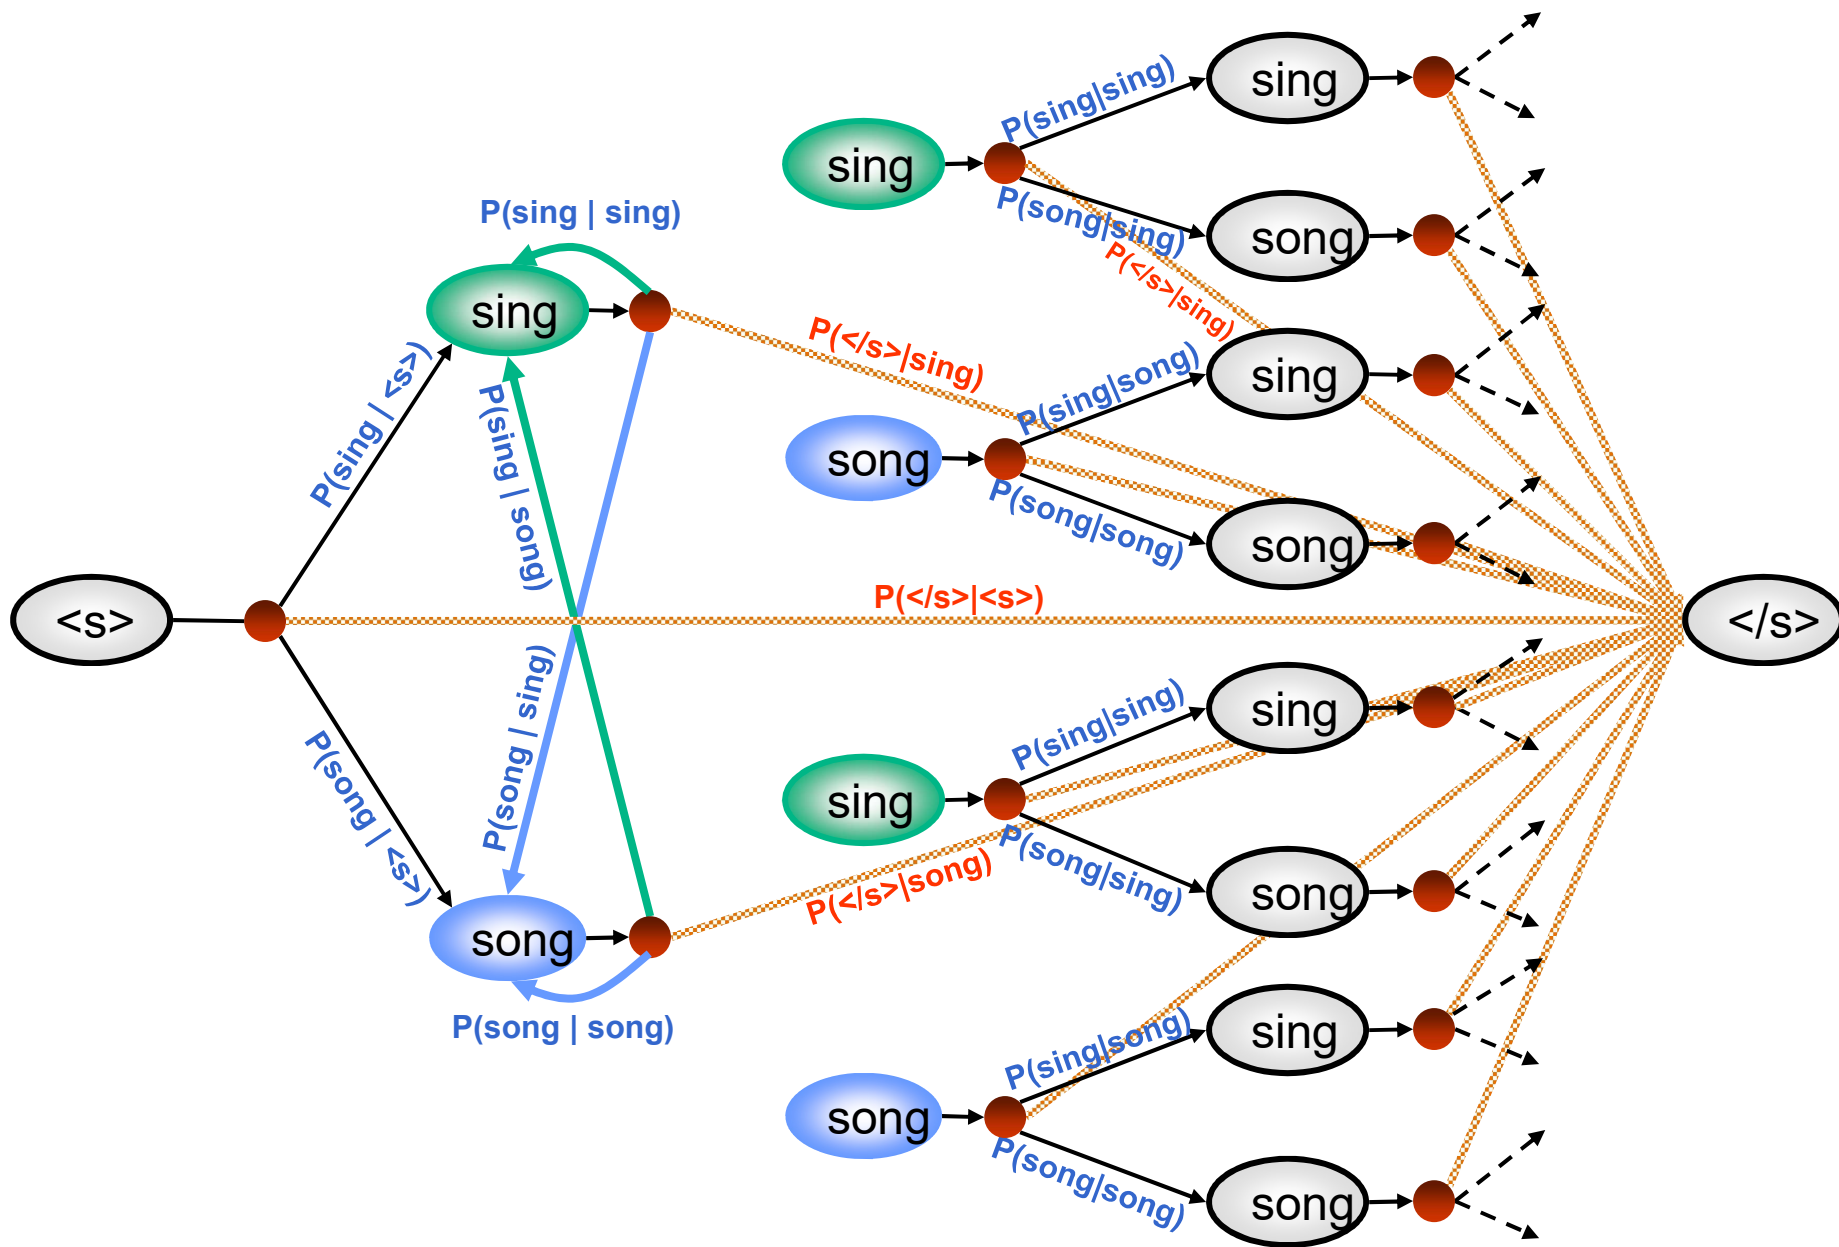 <s>
P(sing | <s>)
P(song | <s>)
P(sing | sing)
sing
P(sing | song)
P(song | sing)
song
P(song | song)
P(</s>|sing)
P(</s>|<s>)
P(</s>|song)
sing
P(sing|sing)
P(song|sing)
P(</s>|sing)
sing
song
song
P(sing|song)
P(song|song)
sing
song
sing
P(sing|sing)
P(song|sing)
sing
song
song
P(sing|song)
P(song|song)
sing
song
</s>